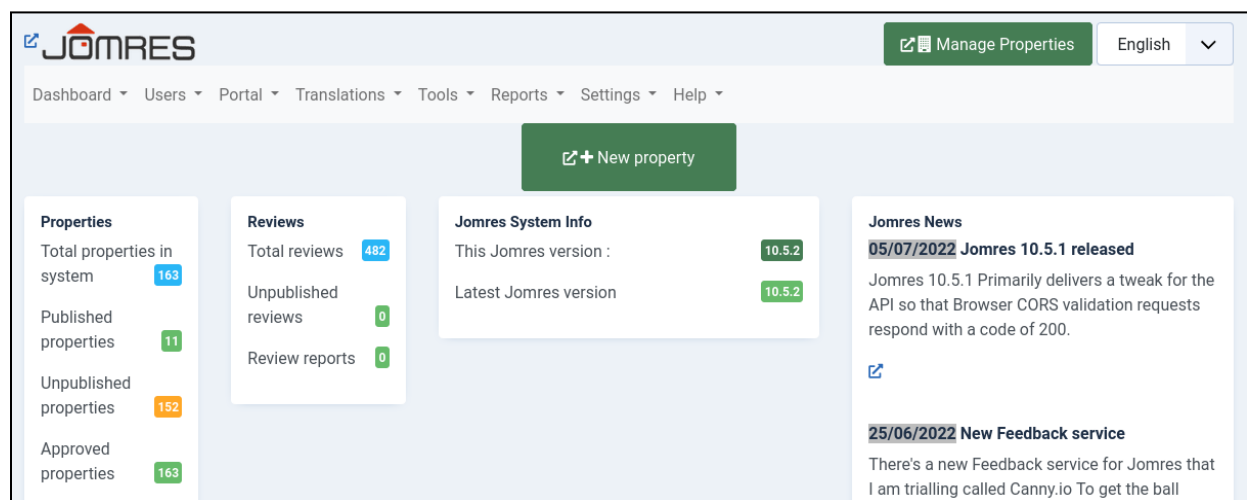 JOMRES
Manage Properties
English
Dashboard Users Portal Translations Tools Reports Settings Help
New property
Properties
Total properties in
system 163
Published
properties 11
Unpublished
properties 152
Approved
properties 163
Reviews
Total reviews 482
Unpublished
reviews 0
Review reports 0
Jomres System Info
This Jomres version : 10.5.2
Latest Jomres version 10.5.2
Jomres News
05/07/2022 Jomres 10.5.1 released
Jomres 10.5.1 Primarily delivers a tweak for the
API so that Browser CORS validation requests
respond with a code of 200.
25/06/2022 New Feedback service
There's a new Feedback service for Jomres that
I am trialling called Canny.io To get the ball